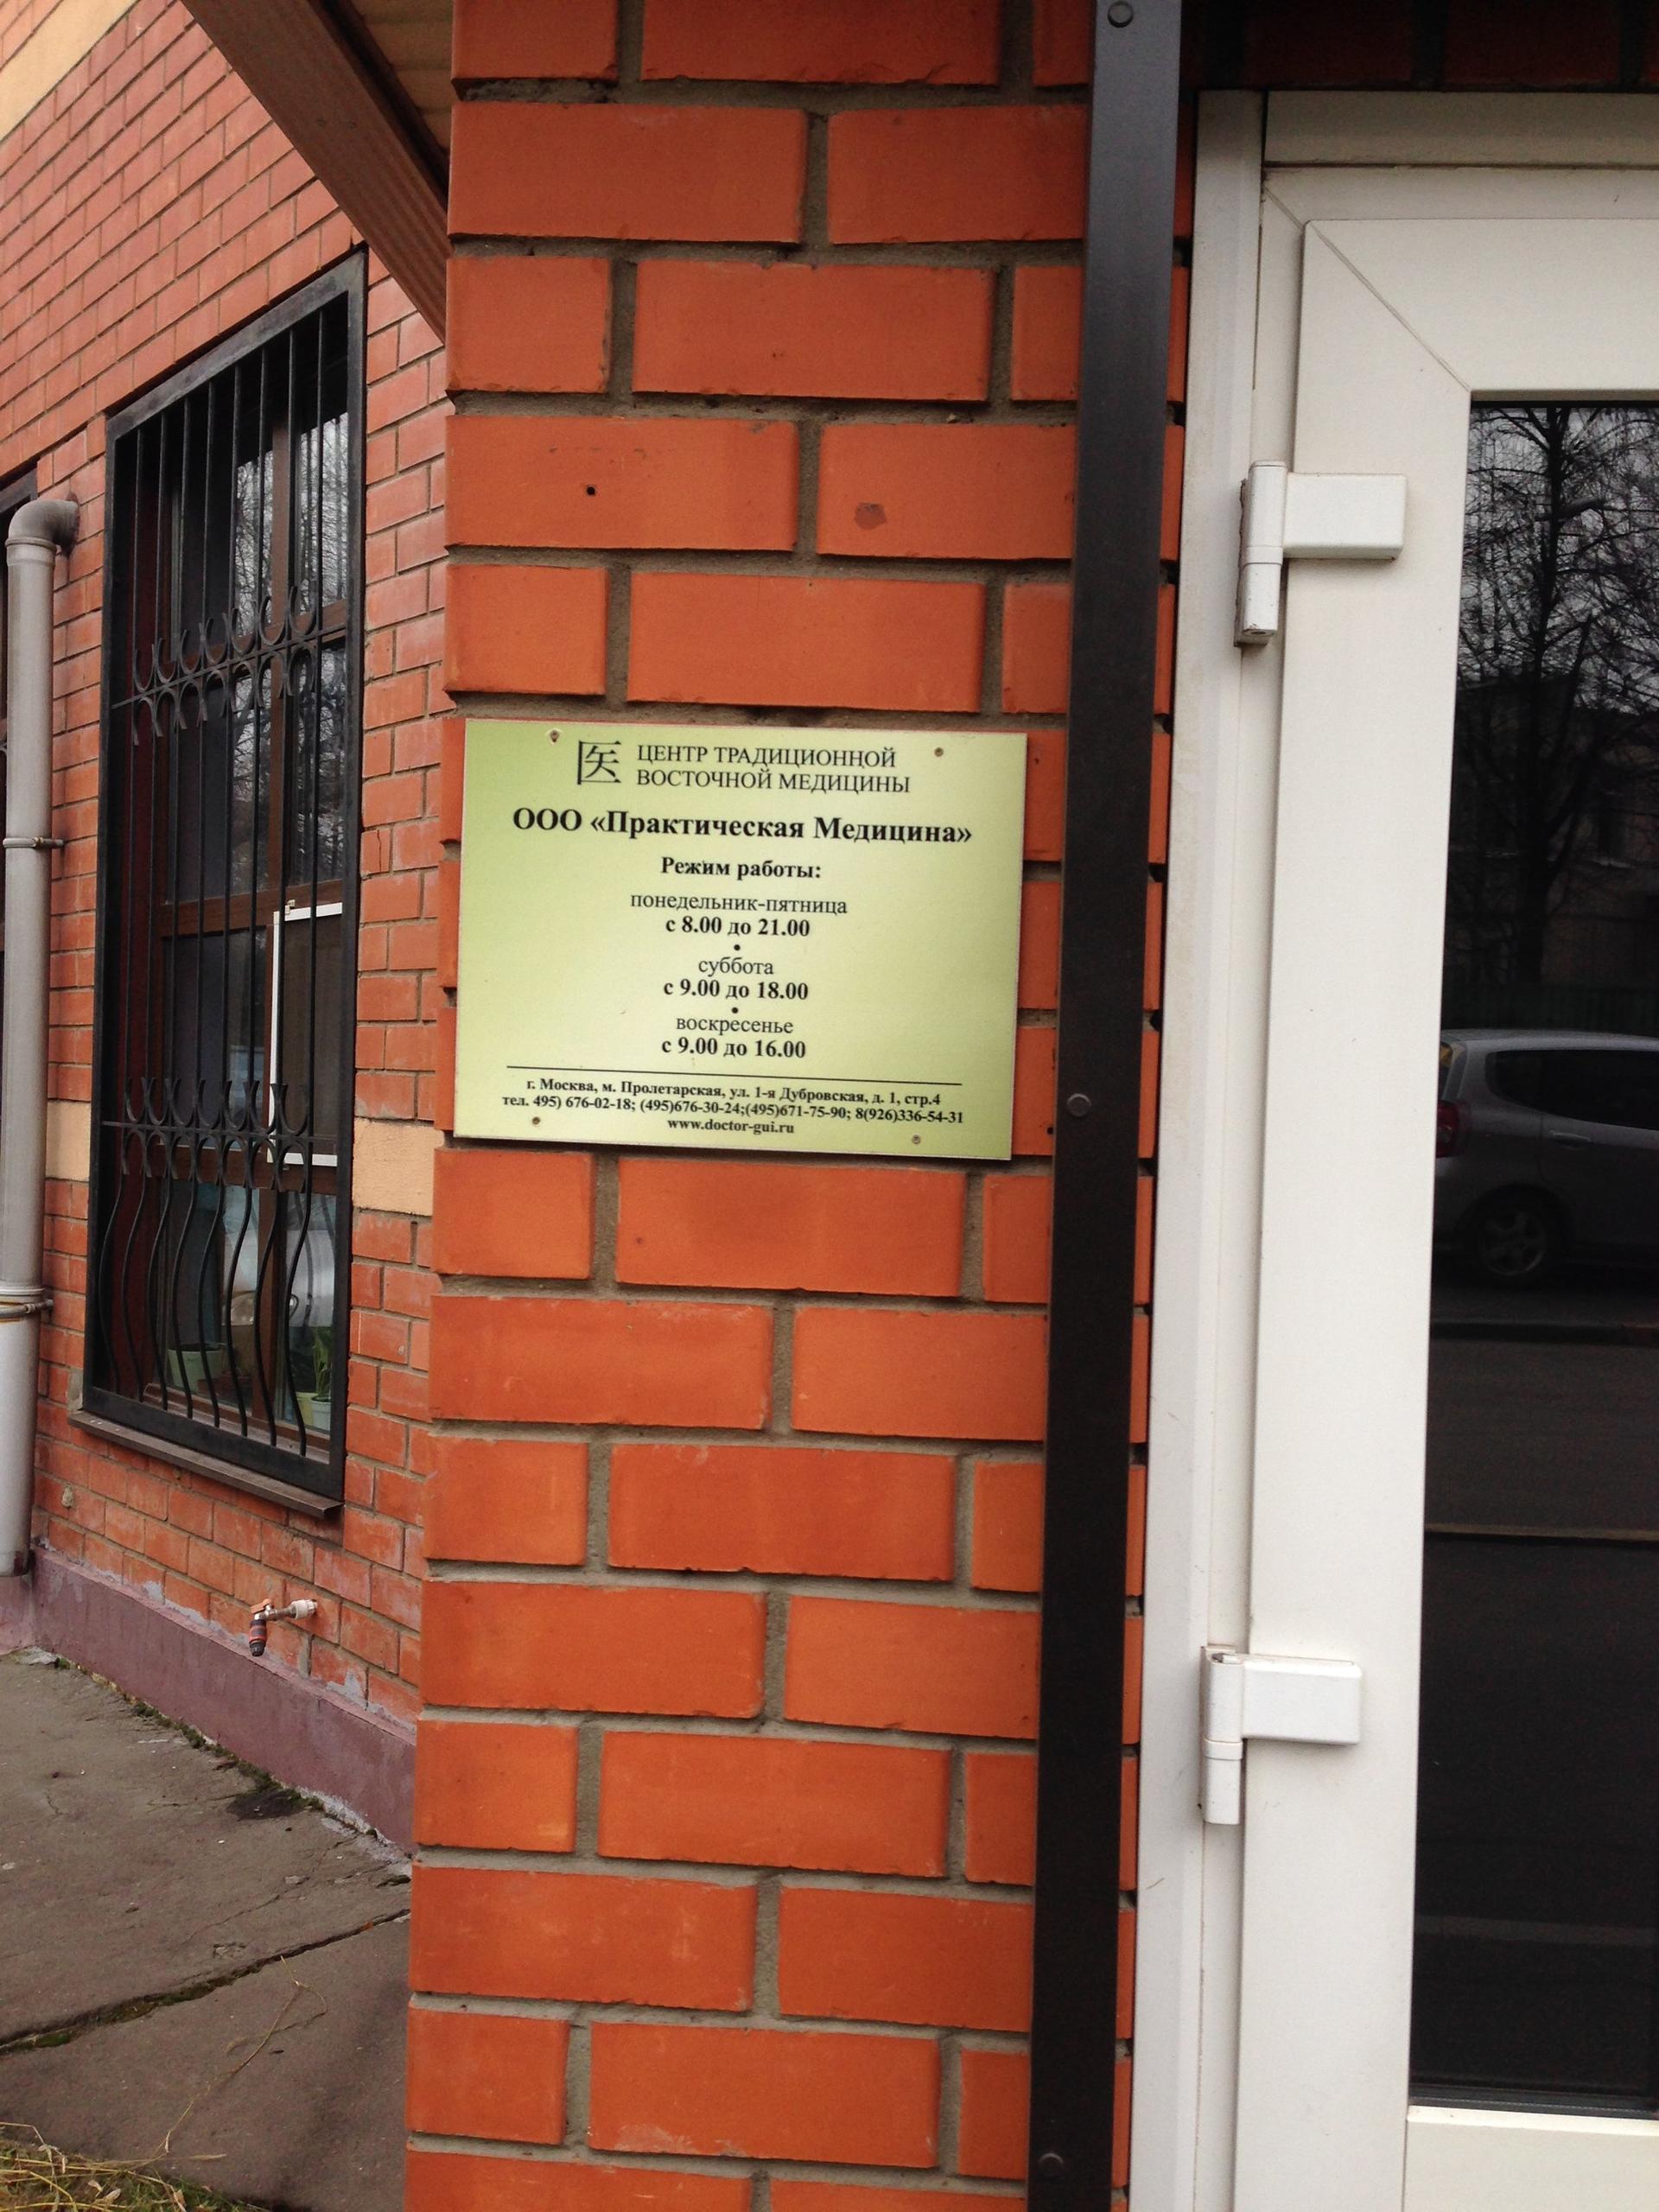 医 ЦЕНТР ТРАДИЦИОННОЙ
ВОСТОЧНОЙ МЕДИЦИНЫ
ООО «Практическая Медицина»
Режим работы:
понедельник-пятница
с 8.00 до 21.00
•
суббота
с 9.00 до 18.00
•
воскресенье
с 9.00 до 16.00
г. Москва, м. Пролетарская, ул. 1-я Дубровская, д. 1, стр.4
тел. 495) 676-02-18; (495)676-30-24;(495)671-75-90; 8(926)336-54-31
www.doctor-gui.ru